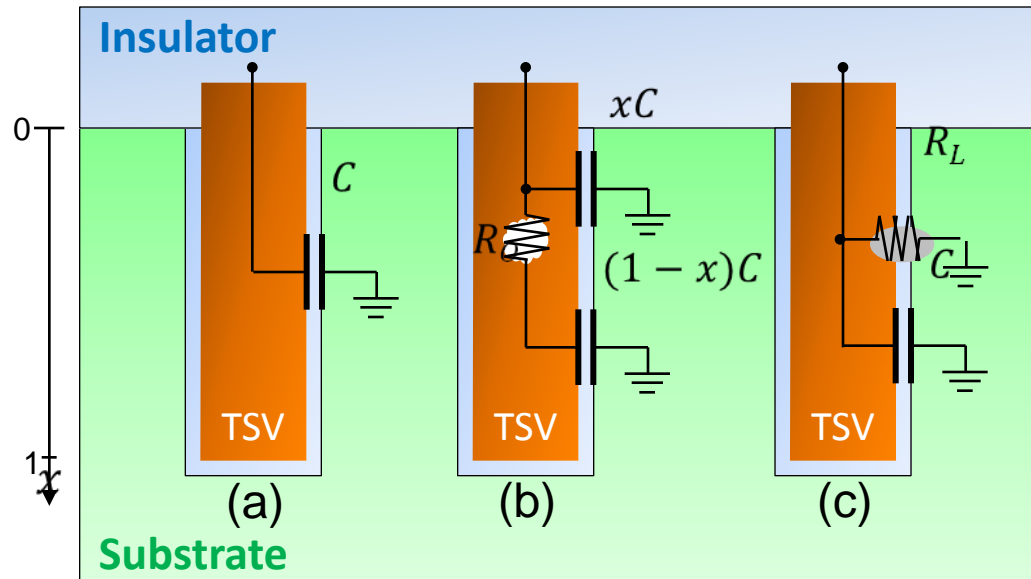 Insulator
0
C
xC
R_L
R_O
(1 − x)C
C
TSV
TSV
TSV
1
x
(a)
(b)
(c)
Substrate